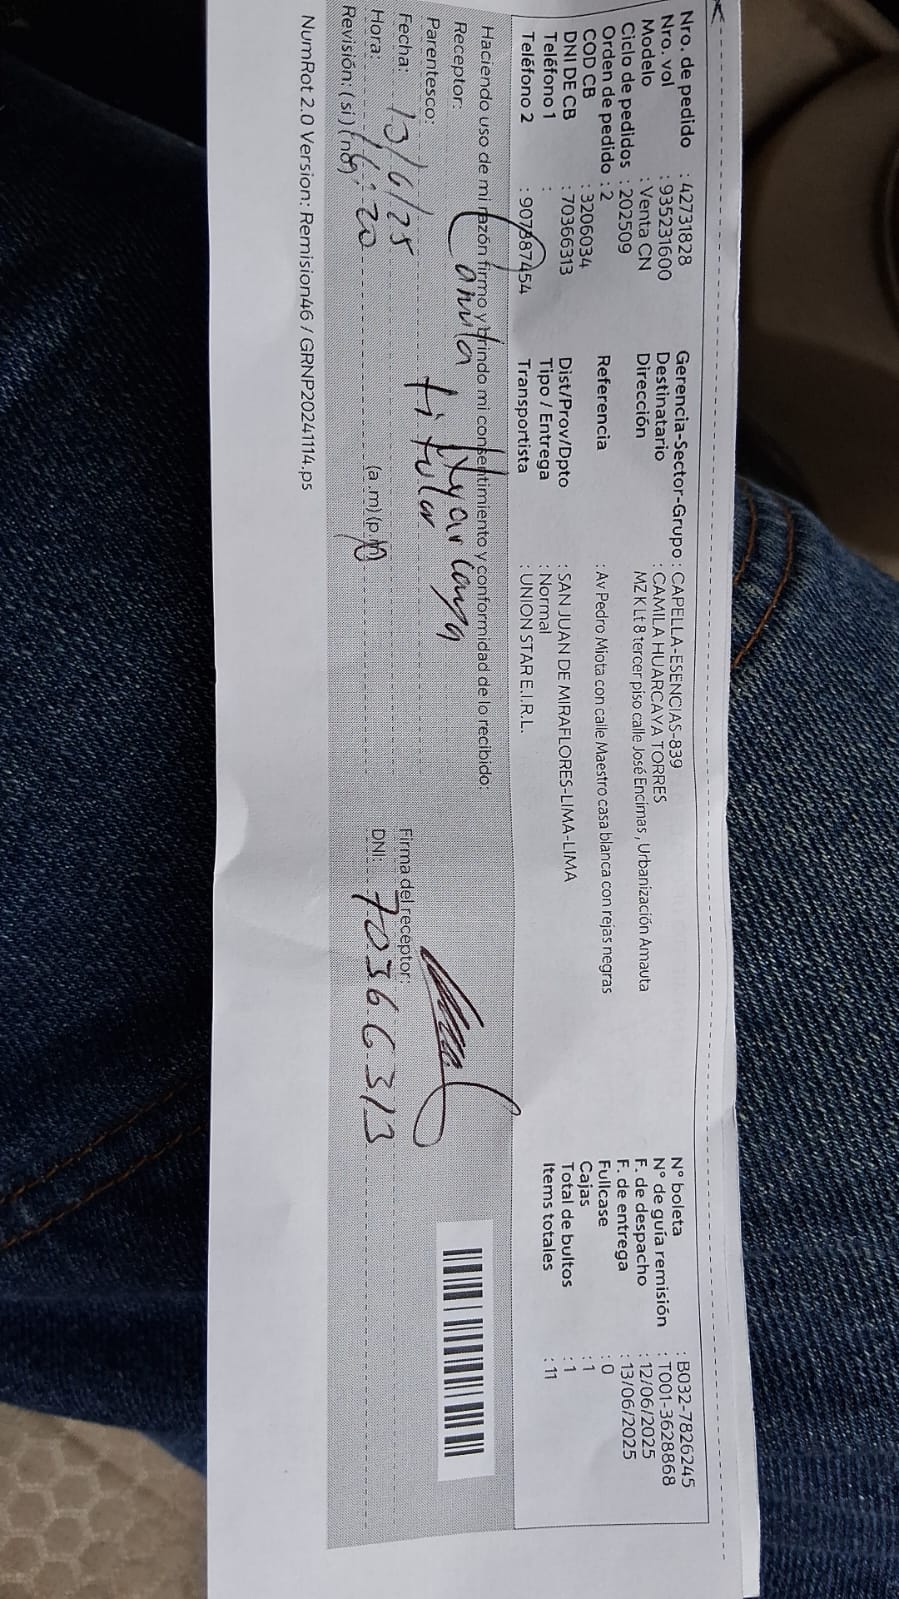 Nro. de pedido : 42731828
Nro. vol : 935231600
Modelo : Venta CN
Ciclo de pedidos : 202509
Orden de pedido : 2
COD CB : 3206034
DNI DE CB : 70366313
Teléfono 1 :
Teléfono 2 : 907887454
Gerencia-Sector-Grupo : CAPELLA-ESENCIAS-839
Destinatario : CAMILA HUARCAYA TORRES
Dirección MZ K Lt 8 tercer piso calle José Encimas , Urbanización Amauta
Referencia : Av Pedro Miota con calle Maestro casa blanca con rejas negras
Dist/Prov/Dpto : SAN JUAN DE MIRAFLORES-LIMA-LIMA
Tipo / Entrega : Normal
Transportista : UNION STAR E.I.R.L.
N° boleta : B032-7826245
N° de guía remisión : T001-3628868
F. de despacho : 12/06/2025
F. de entrega : 13/06/2025
Fullcase : 0
Cajas : 1
Total de bultos : 1
Items totales : 11
Haciendo uso de mi razón firmo y brindo mi consentimiento y conformidad de lo recibido:
Receptor: Camila
Parentesco: titular
Fecha: 13/6/25
Hora: 16:20 (a .m) (p.m)
Revisión: ( si ) ( no )
Firma del receptor:
DNI: 70366313
NumRot 2.0 Version: Remision46 / GRNP20241114.ps